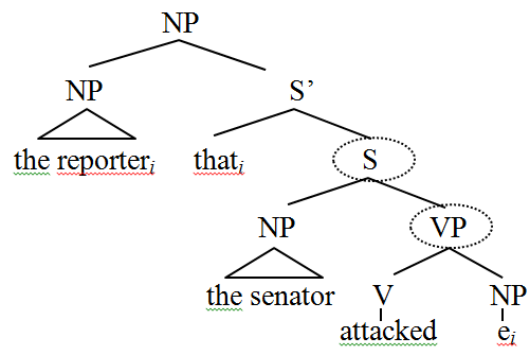 NP
NP S’
the reporteri thati S
NP VP
the senator V NP
attacked ei